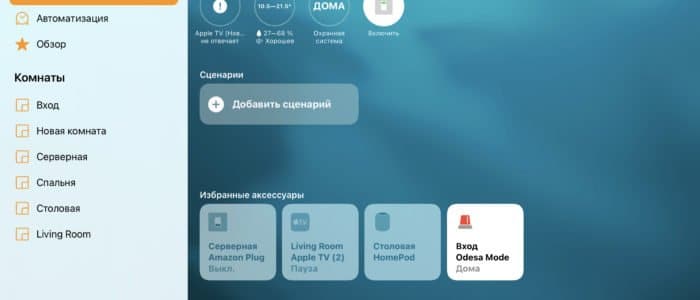 Автоматизация
Обзор
Комнаты
Вход
Новая комната
Серверная
Спальня
Столовая
Living Room
10.5—21.5°
ДОМА
Apple TV (Нов...
не отвечает
27—68 %
Хорошее
Охранная
система
Включить
Сценарии
Добавить сценарий
Избранные аксессуары
Серверная
Amazon Plug
Выкл.
tv
Living Room
Apple TV (2)
Пауза
Столовая
HomePod
Вход
Odesa Mode
Дома